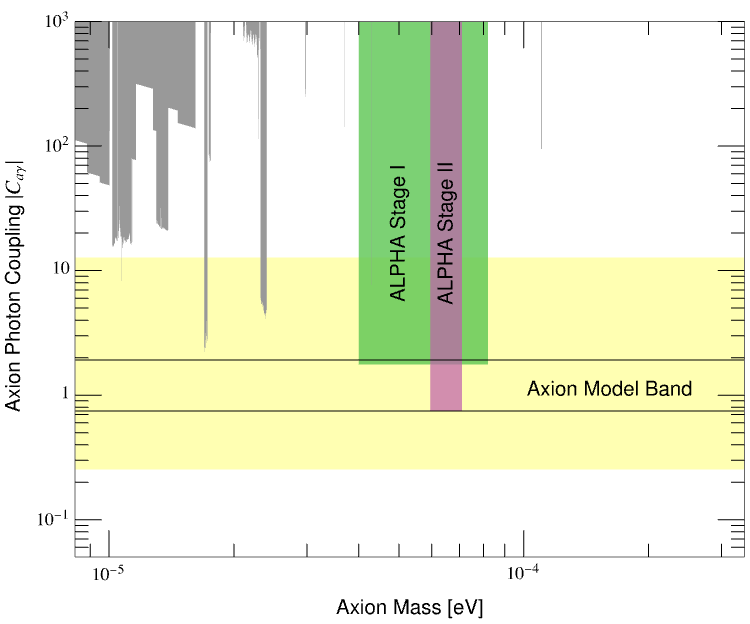 10³
10²
10
1
10⁻¹
Axion Photon Coupling |Cₐᵧ|
ALPHA Stage I
ALPHA Stage II
Axion Model Band
10⁻⁵
10⁻⁴
Axion Mass [eV]